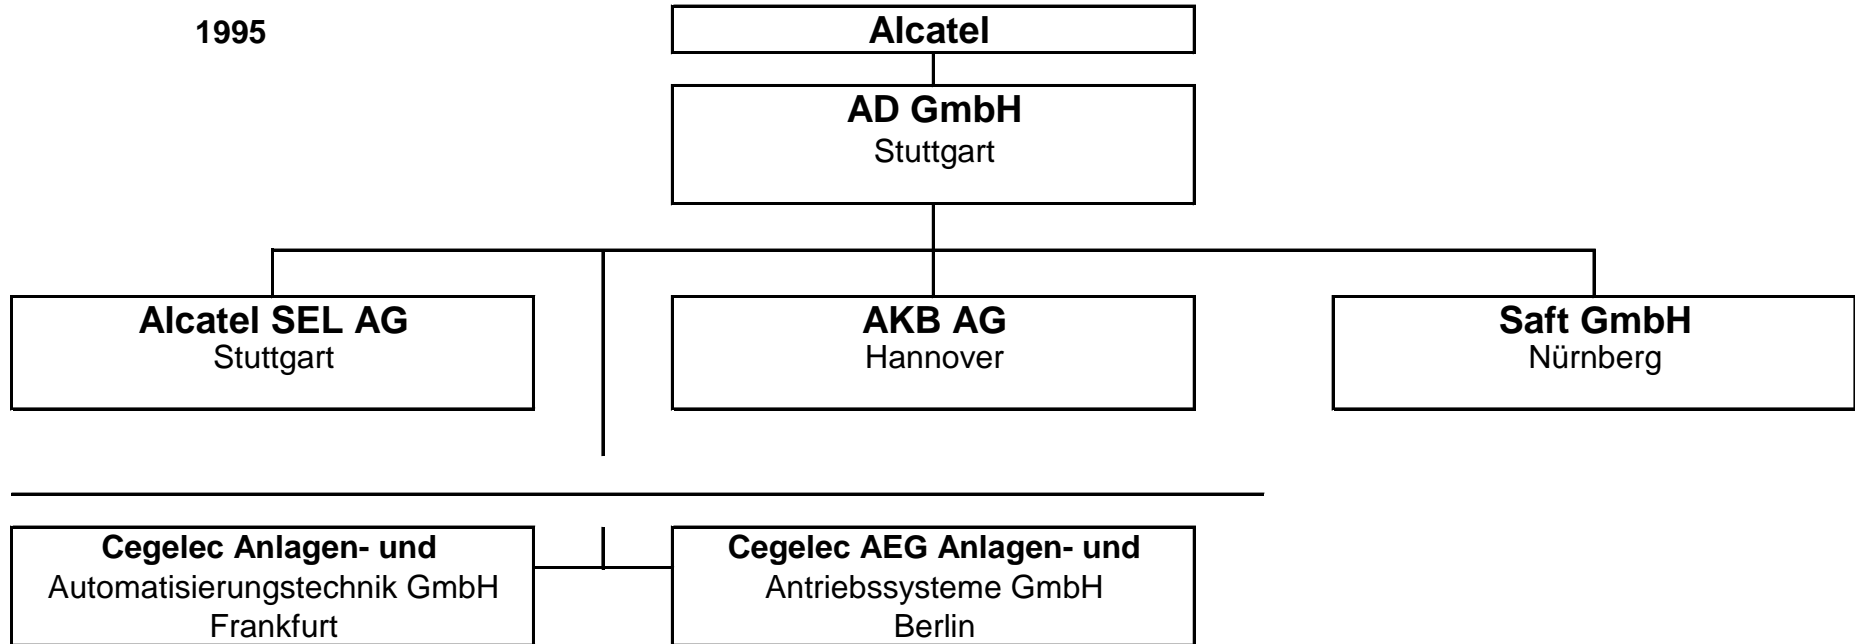 1995
Alcatel
AD GmbH
Stuttgart
Alcatel SEL AG
Stuttgart
AKB AG
Hannover
Saft GmbH
Nürnberg
Cegelec Anlagen- und
Automatisierungstechnik GmbH
Frankfurt
Cegelec AEG Anlagen- und
Antriebssysteme GmbH
Berlin